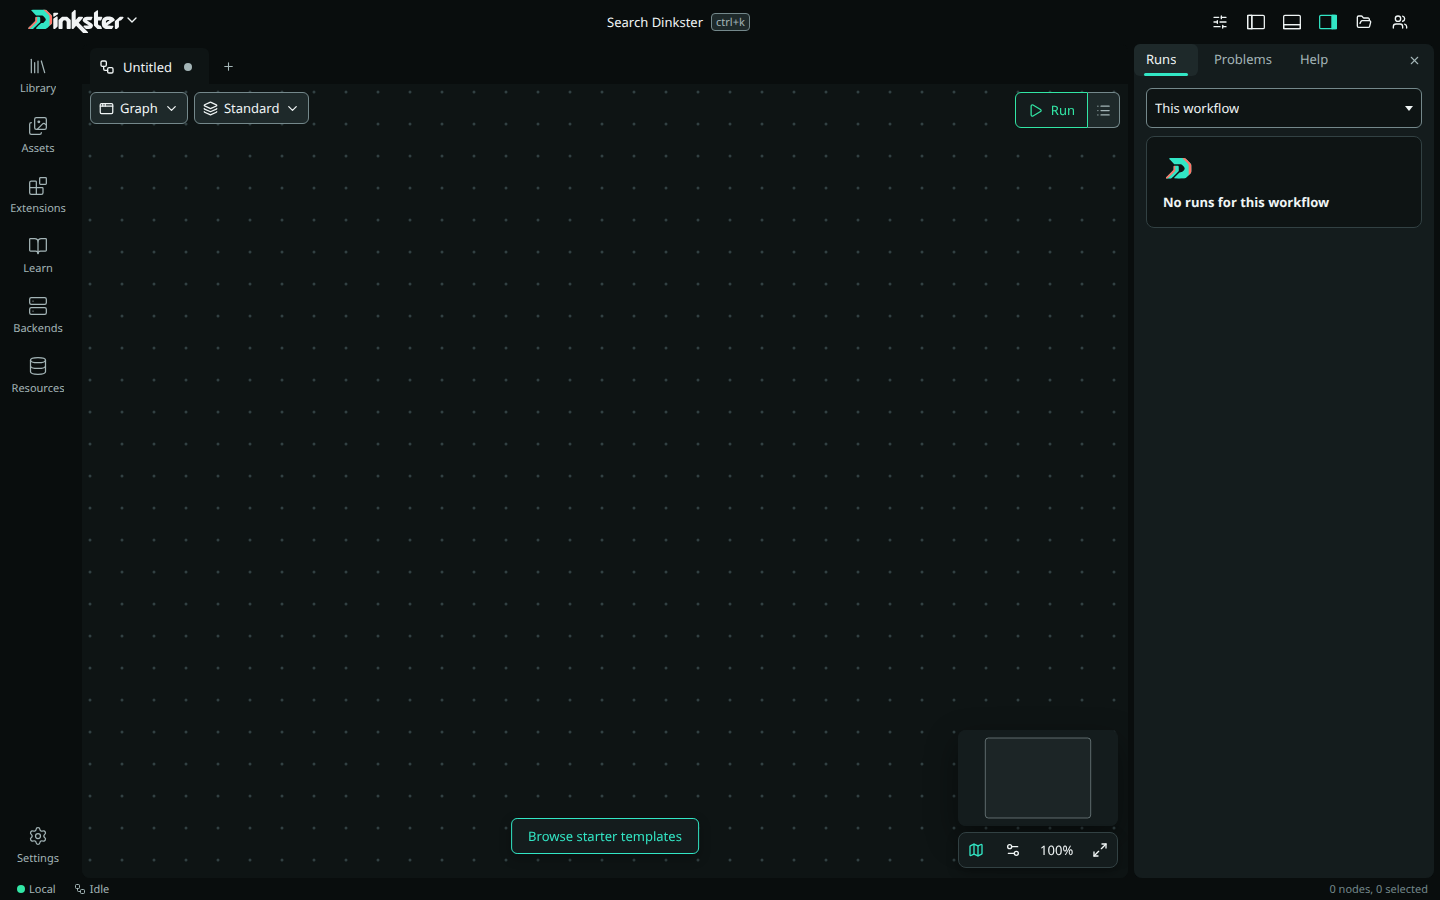 Dinkster
Search Dinkster ctrl+k
Library
Assets
Extensions
Learn
Backends
Resources
Settings
Untitled
Graph
Standard
Run
Browse starter templates
100%
Runs
Problems
Help
This workflow
No runs for this workflow
Local
Idle
0 nodes, 0 selected